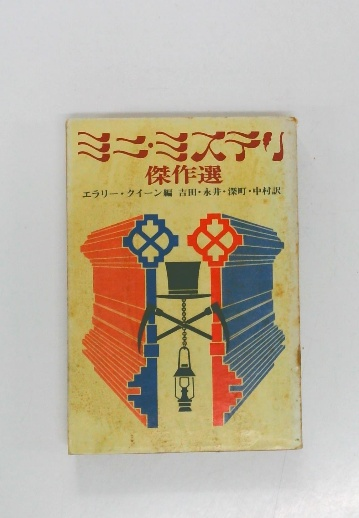 ミニ・ミステリ
傑作選
エラリー・クイーン編 吉田・永井・深町・中村訳